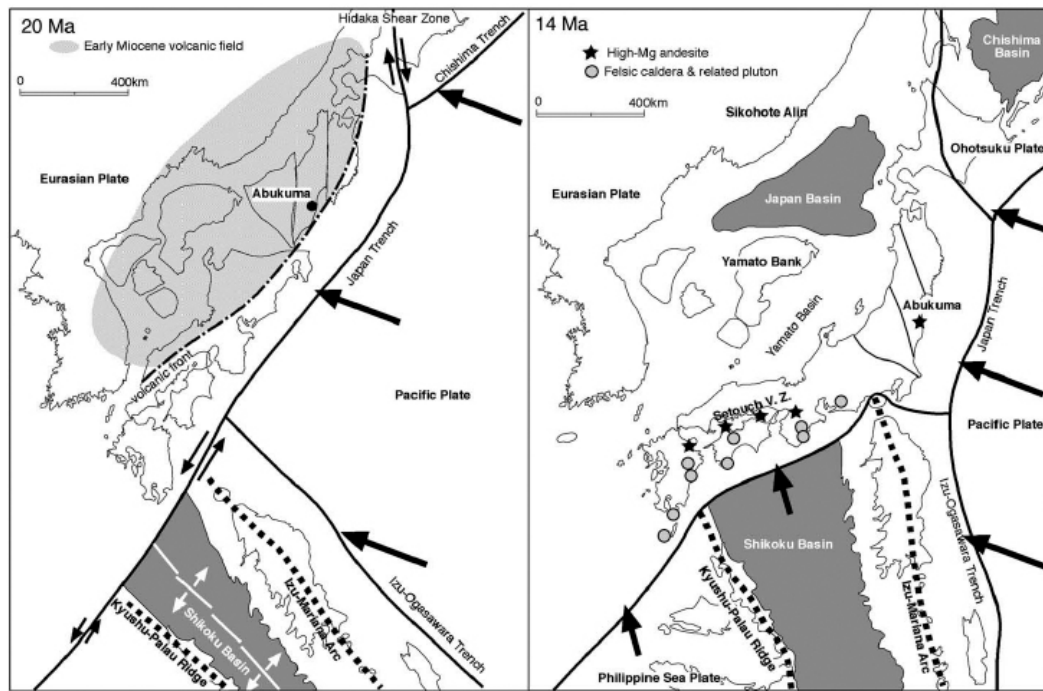 20 Ma
Early Miocene volcanic field
0 400km
Hidaka Shear Zone
Chishima Trench
Eurasian Plate
Abukuma
Japan Trench
volcanic front
Pacific Plate
Izu-Ogasawara Trench
Izu-Mariana Arc
Shikoku Basin
Kyushu-Palau Ridge
14 Ma
High-Mg andesite
Felsic caldera & related pluton
0 400km
Chishima Basin
Sikohote Alin
Ohotsuku Plate
Eurasian Plate
Japan Basin
Yamato Bank
Abukuma
Yamato Basin
Japan Trench
Setouch V. Z.
Pacific Plate
Izu-Ogasawara Trench
Shikoku Basin
Kyushu-Palau Ridge
Izu-Mariana Arc
Philippine Sea Plate